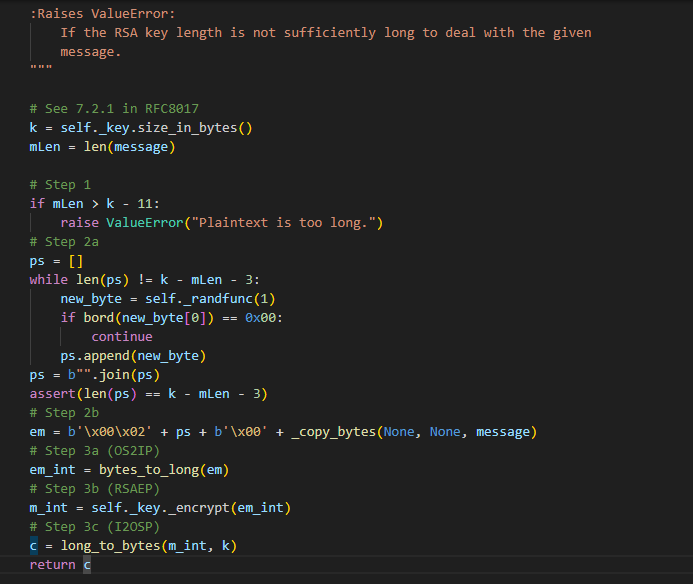 :Raises ValueError:
If the RSA key length is not sufficiently long to deal with the given
message.
"""
# See 7.2.1 in RFC8017
k = self._key.size_in_bytes()
mLen = len(message)
# Step 1
if mLen > k - 11:
raise ValueError("Plaintext is too long.")
# Step 2a
ps = []
while len(ps) != k - mLen - 3:
new_byte = self._randfunc(1)
if bord(new_byte[0]) == 0x00:
continue
ps.append(new_byte)
ps = b"".join(ps)
assert(len(ps) == k - mLen - 3)
# Step 2b
em = b'\x00\x02' + ps + b'\x00' + _copy_bytes(None, None, message)
# Step 3a (OS2IP)
em_int = bytes_to_long(em)
# Step 3b (RSAEP)
m_int = self._key._encrypt(em_int)
# Step 3c (I2OSP)
c = long_to_bytes(m_int, k)
return c